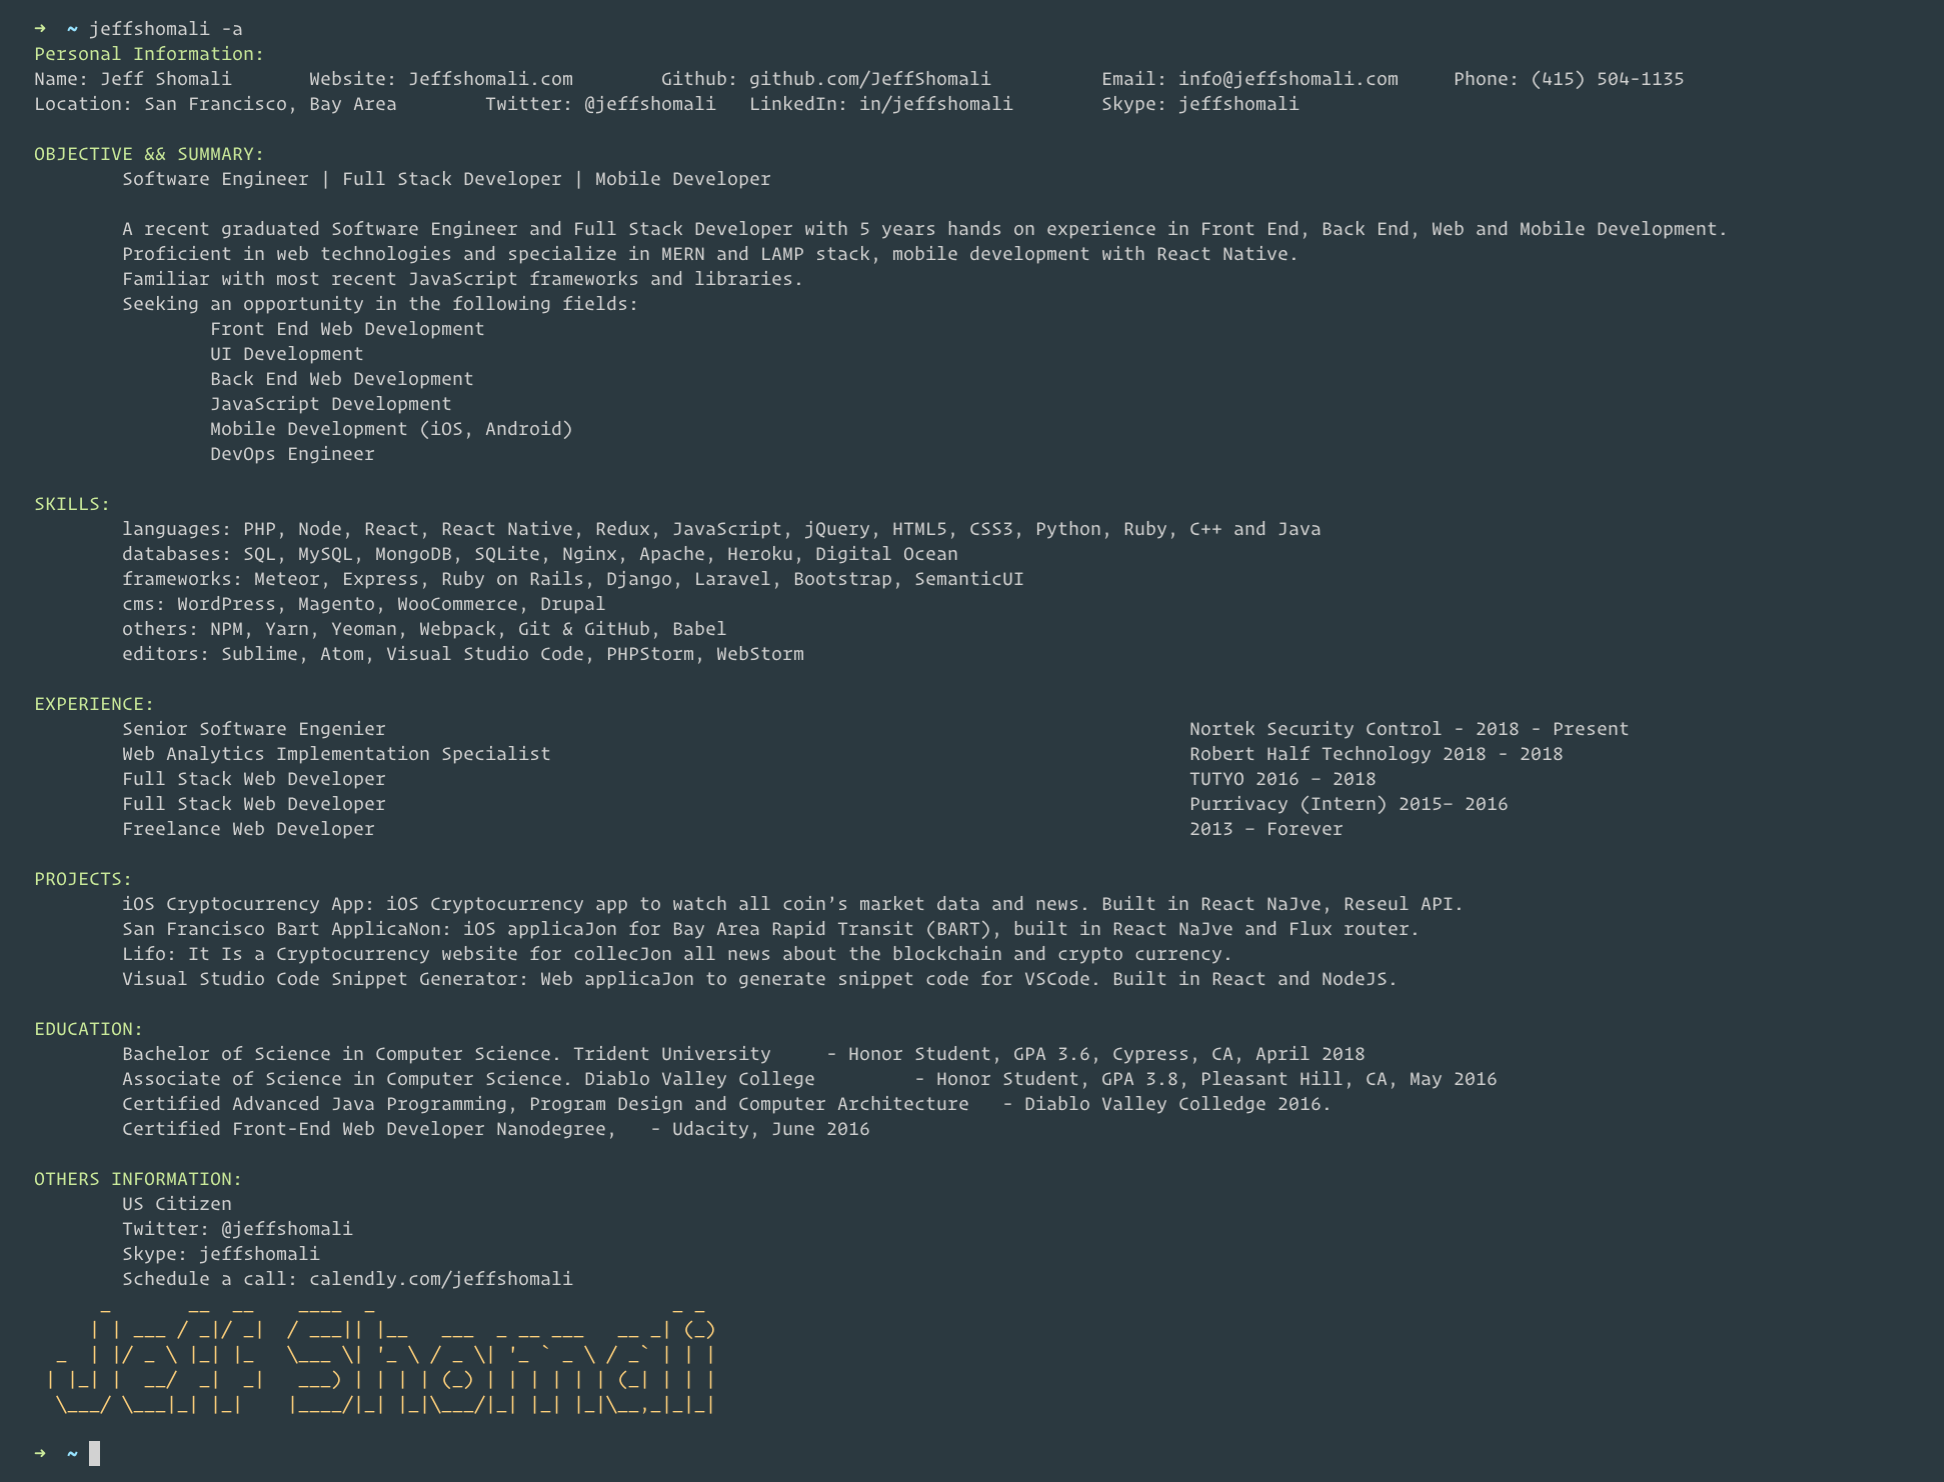 ➜  ~ jeffshomali -a
Personal Information:
Name: Jeff Shomali       Website: Jeffshomali.com        Github: github.com/JeffShomali          Email: info@jeffshomali.com     Phone: (415) 504-1135
Location: San Francisco, Bay Area        Twitter: @jeffshomali   LinkedIn: in/jeffshomali        Skype: jeffshomali

OBJECTIVE && SUMMARY:
        Software Engineer | Full Stack Developer | Mobile Developer

        A recent graduated Software Engineer and Full Stack Developer with 5 years hands on experience in Front End, Back End, Web and Mobile Development.
        Proficient in web technologies and specialize in MERN and LAMP stack, mobile development with React Native.
        Familiar with most recent JavaScript frameworks and libraries.
        Seeking an opportunity in the following fields:
                Front End Web Development
                UI Development
                Back End Web Development
                JavaScript Development
                Mobile Development (iOS, Android)
                DevOps Engineer

SKILLS:
        languages: PHP, Node, React, React Native, Redux, JavaScript, jQuery, HTML5, CSS3, Python, Ruby, C++ and Java
        databases: SQL, MySQL, MongoDB, SQLite, Nginx, Apache, Heroku, Digital Ocean
        frameworks: Meteor, Express, Ruby on Rails, Django, Laravel, Bootstrap, SemanticUI
        cms: WordPress, Magento, WooCommerce, Drupal
        others: NPM, Yarn, Yeoman, Webpack, Git & GitHub, Babel
        editors: Sublime, Atom, Visual Studio Code, PHPStorm, WebStorm

EXPERIENCE:
        Senior Software Engenier                                                                         Nortek Security Control - 2018 - Present
        Web Analytics Implementation Specialist                                                          Robert Half Technology 2018 - 2018
        Full Stack Web Developer                                                                         TUTYO 2016 – 2018
        Full Stack Web Developer                                                                         Purrivacy (Intern) 2015– 2016
        Freelance Web Developer                                                                          2013 – Forever

PROJECTS:
        iOS Cryptocurrency App: iOS Cryptocurrency app to watch all coin’s market data and news. Built in React NaJve, Reseul API.
        San Francisco Bart ApplicaNon: iOS applicaJon for Bay Area Rapid Transit (BART), built in React NaJve and Flux router.
        Lifo: It Is a Cryptocurrency website for collecJon all news about the blockchain and crypto currency.
        Visual Studio Code Snippet Generator: Web applicaJon to generate snippet code for VSCode. Built in React and NodeJS.

EDUCATION:
        Bachelor of Science in Computer Science. Trident University     - Honor Student, GPA 3.6, Cypress, CA, April 2018
        Associate of Science in Computer Science. Diablo Valley College         - Honor Student, GPA 3.8, Pleasant Hill, CA, May 2016
        Certified Advanced Java Programming, Program Design and Computer Architecture   - Diablo Valley Colledge 2016.
        Certified Front-End Web Developer Nanodegree,   - Udacity, June 2016

OTHERS INFORMATION:
        US Citizen
        Twitter: @jeffshomali
        Skype: jeffshomali
        Schedule a call: calendly.com/jeffshomali
Jeff Shomali

➜  ~